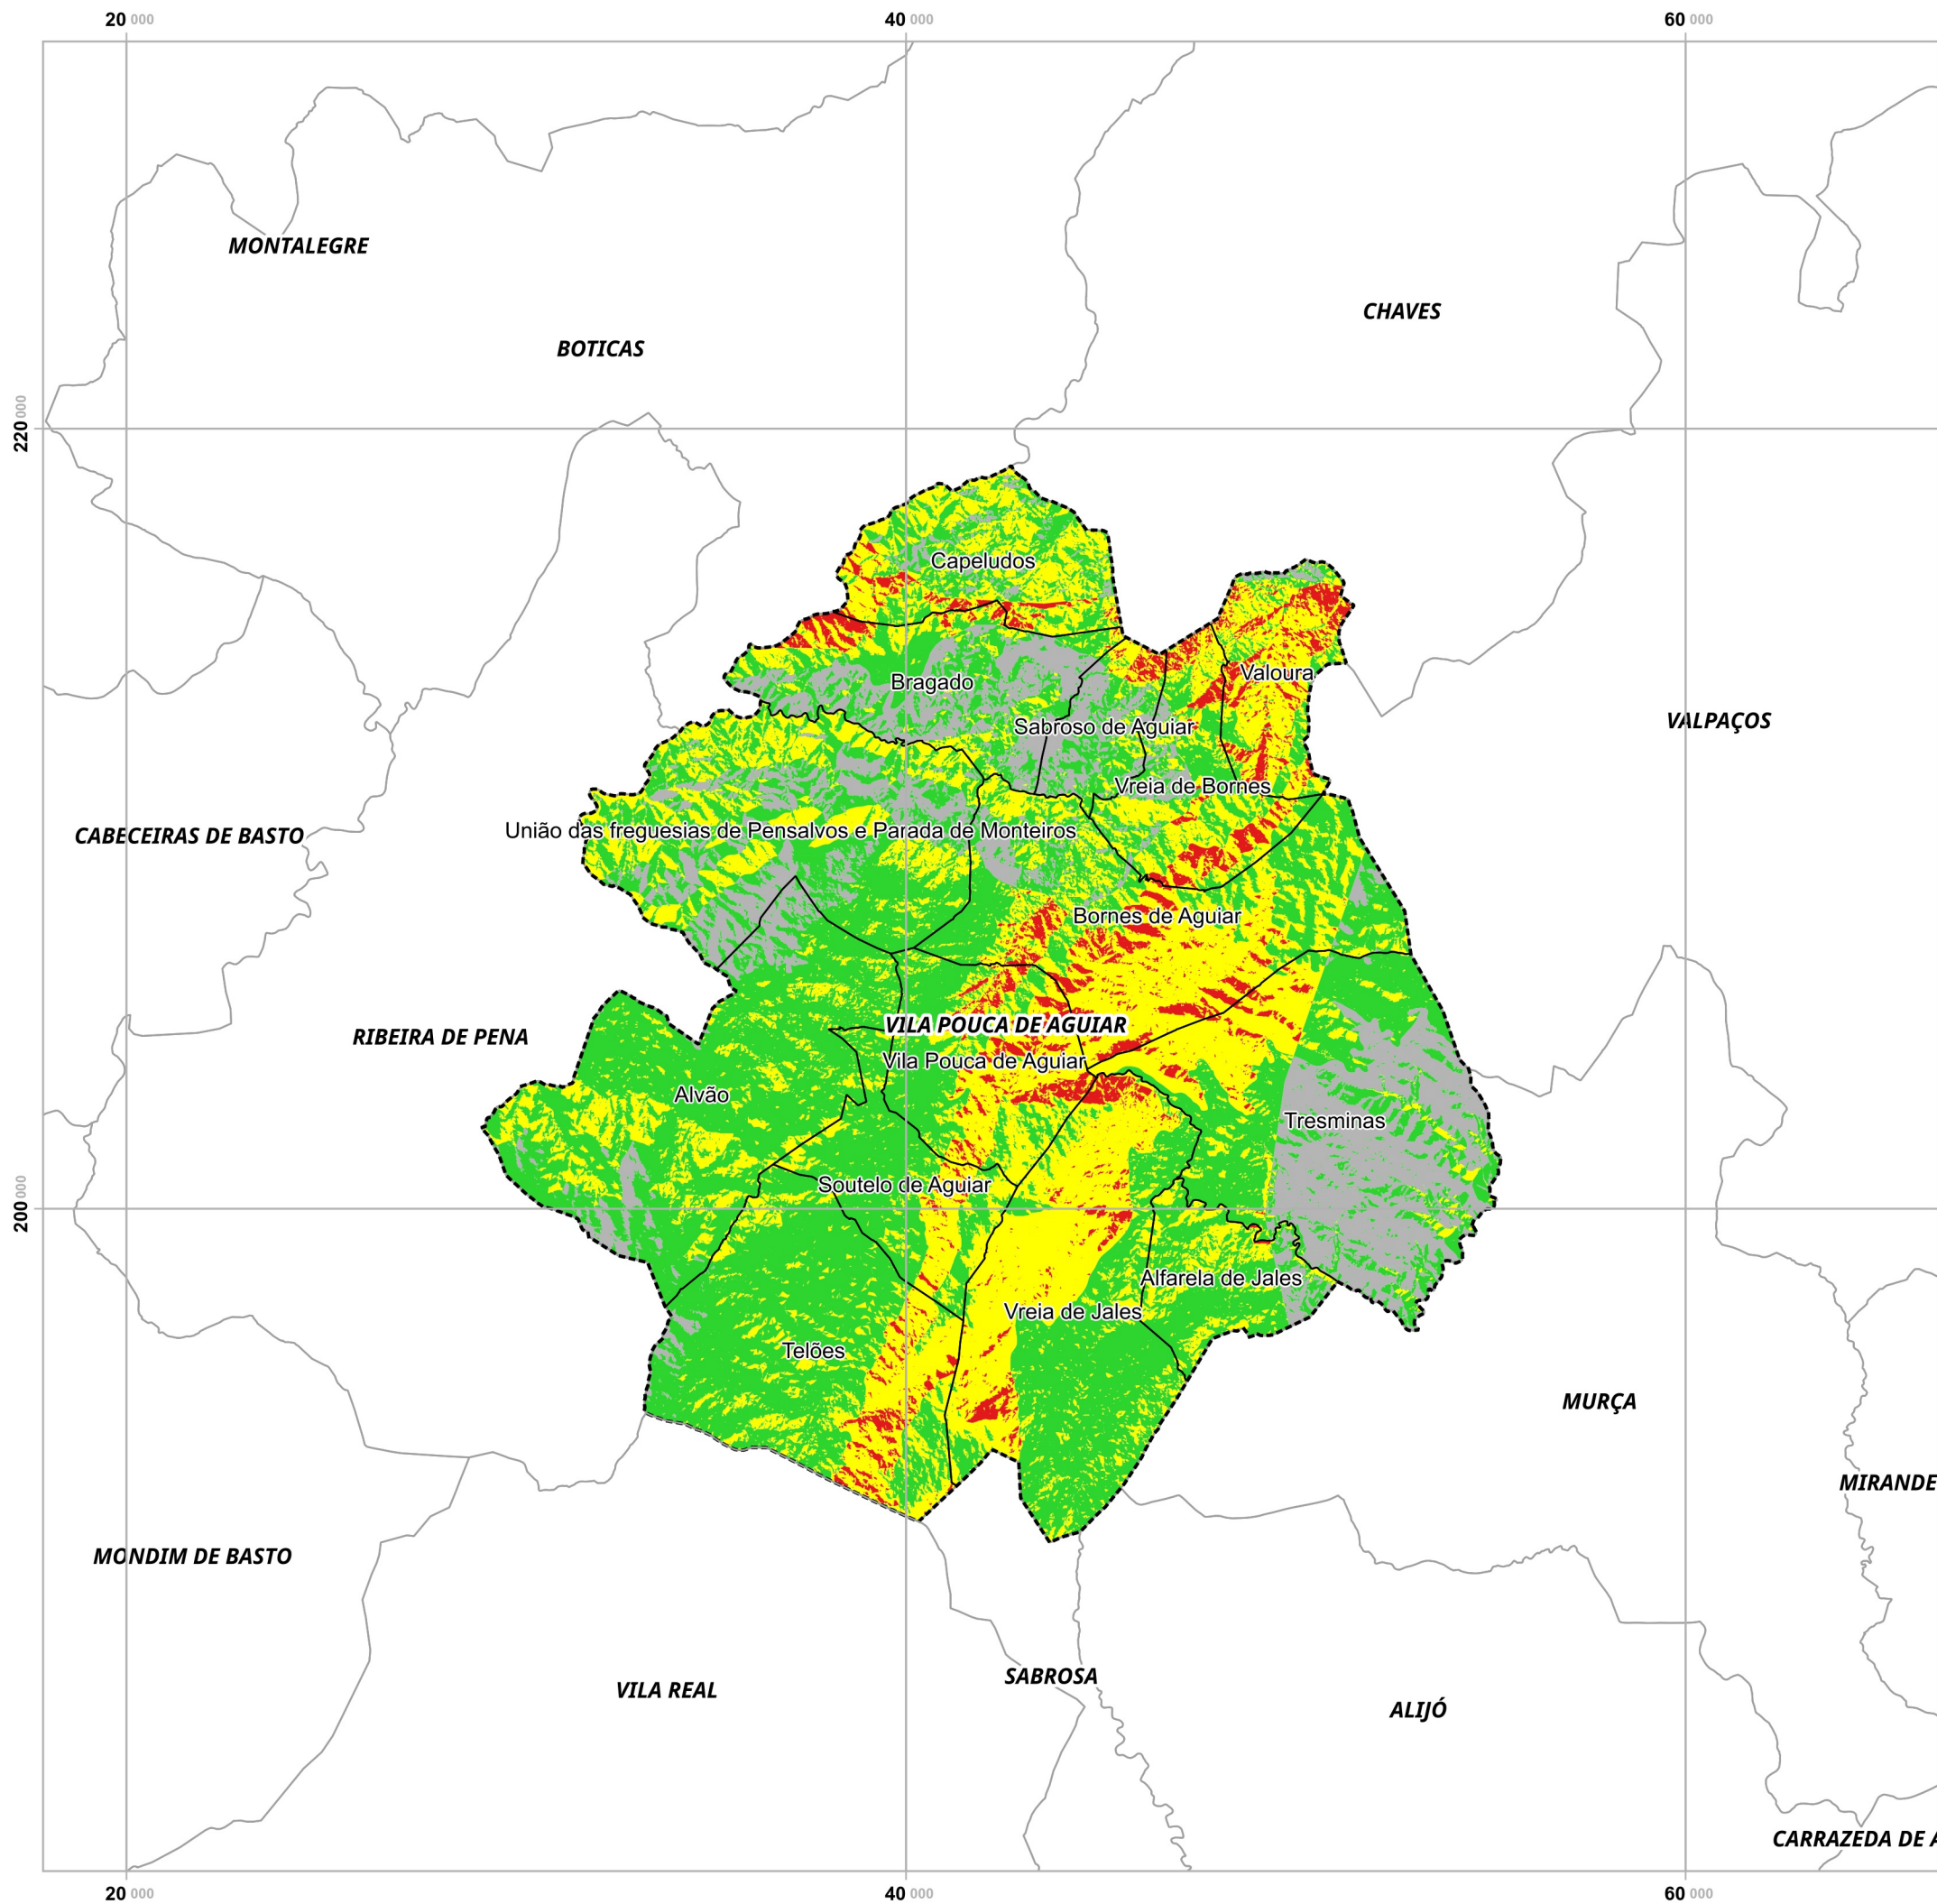 20 000 40 000 60 000
MONTALEGRE
CHAVES
BOTICAS
220 000
Capeludos
Valoura
Bragado
VALPAÇOS
Sabroso de Aguiar
Vreia de Bornes
União das freguesias de Pensalvos e Parada de Monteiros
CABECEIRAS DE BASTO
Bornes de Aguiar
VILA POUCA DE AGUIAR
RIBEIRA DE PENA
Vila Pouca de Aguiar
Alvão
Tresminas
Soutelo de Aguiar
200 000
Alfarela de Jales
Vreia de Jales
Telões
MURÇA
MIRANDE
MONDIM DE BASTO
SABROSA
VILA REAL
ALIJÓ
CARRAZEDA DE A
20 000 40 000 60 000